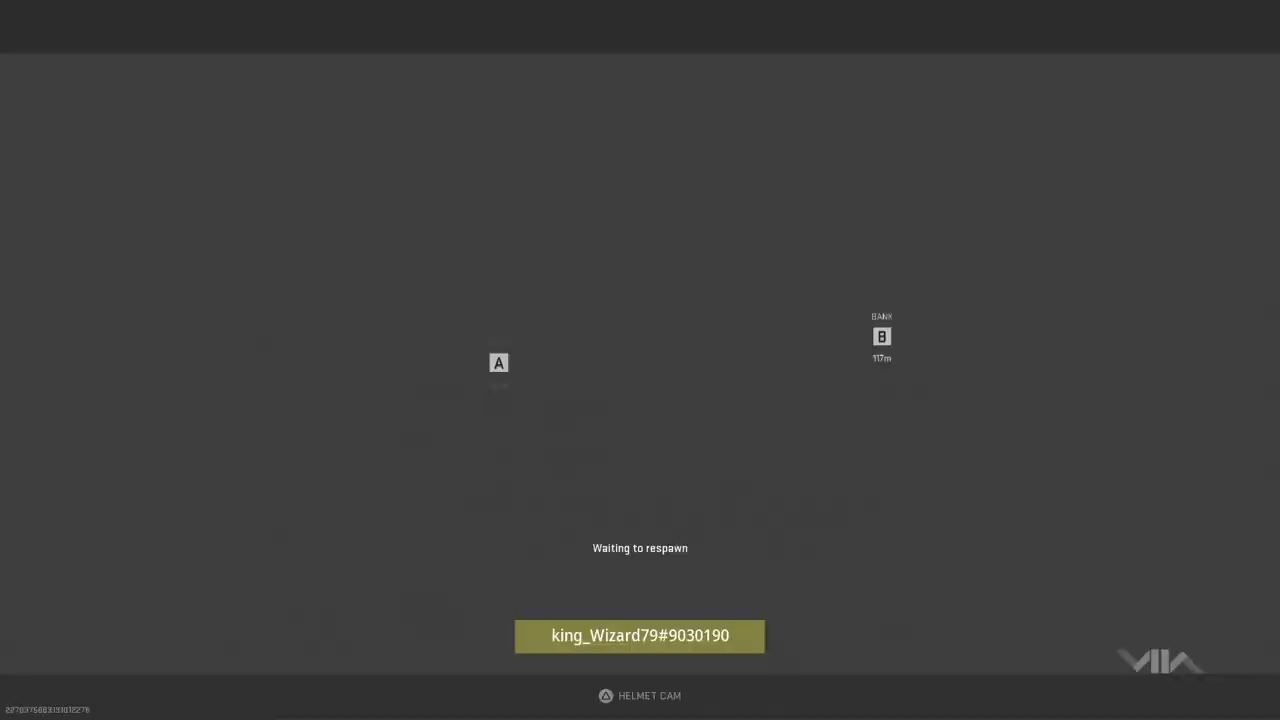 BANK
B
117m
A
Waiting to respawn
king_Wizard79#9030190
HELMET CAM